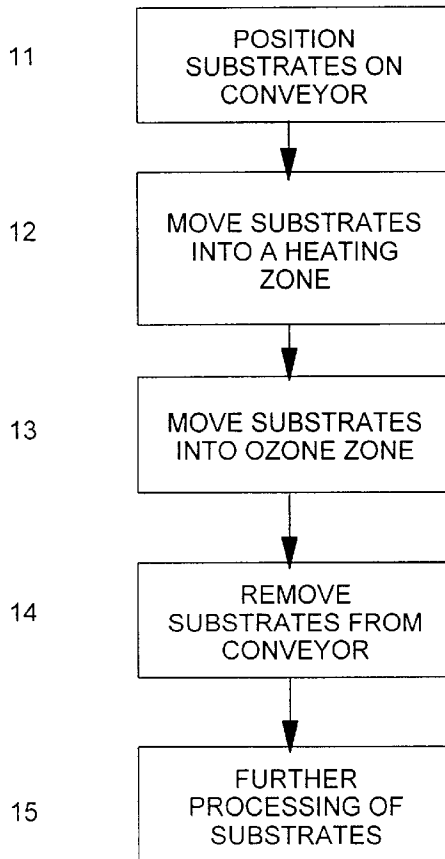 11
POSITION
SUBSTRATES ON
CONVEYOR
12
MOVE SUBSTRATES
INTO A HEATING
ZONE
13
MOVE SUBSTRATES
INTO OZONE ZONE
14
REMOVE
SUBSTRATES FROM
CONVEYOR
15
FURTHER
PROCESSING OF
SUBSTRATES